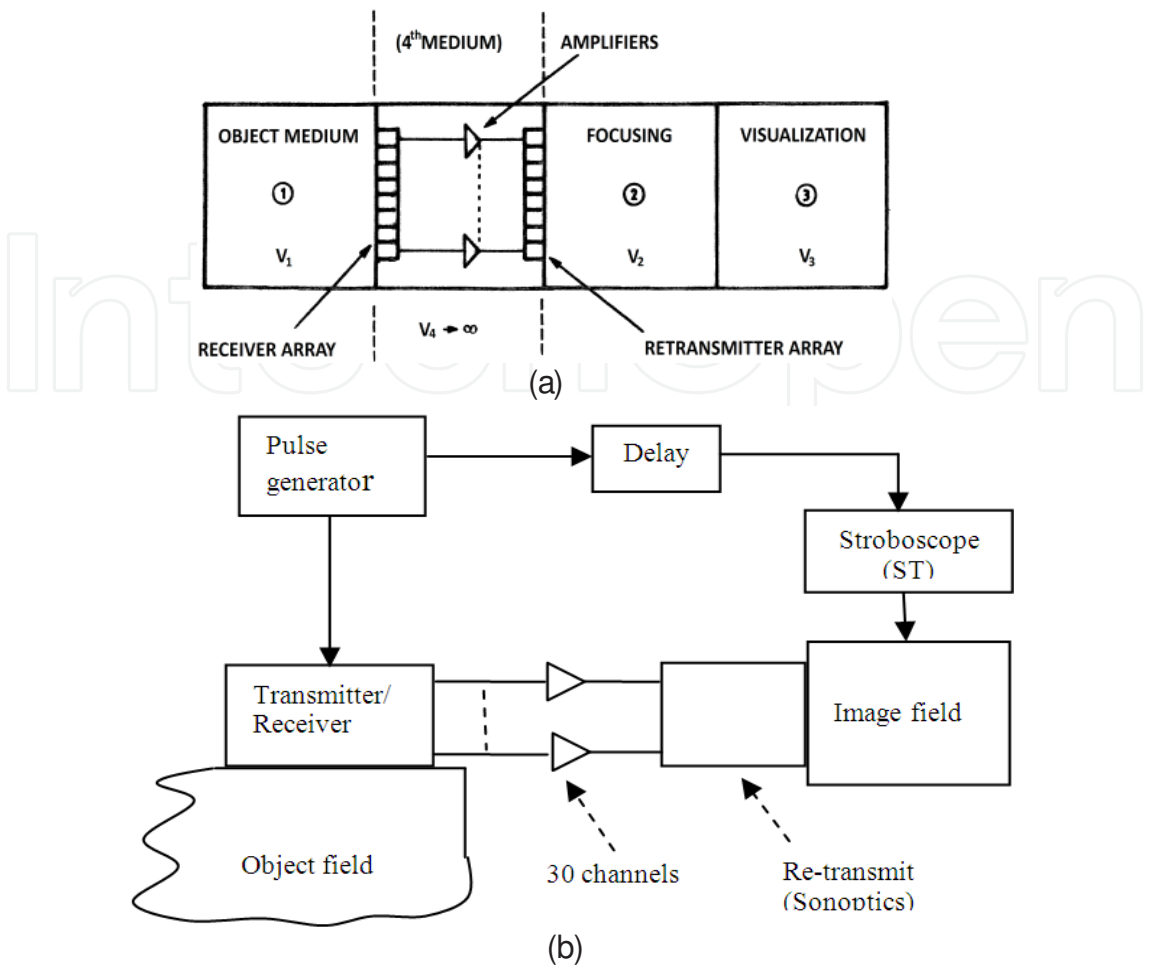 (4th MEDIUM)
AMPLIFIERS
OBJECT MEDIUM
①
V₁
FOCUSING
②
V₂
VISUALIZATION
③
V₃
RECEIVER ARRAY
V₄ → ∞
RETRANSMITTER ARRAY
IntechOpen
(a)
Pulse
generator
Delay
Stroboscope
(ST)
Transmitter/
Receiver
Image field
Object field
30 channels
Re-transmit
(Sonoptics)
(b)